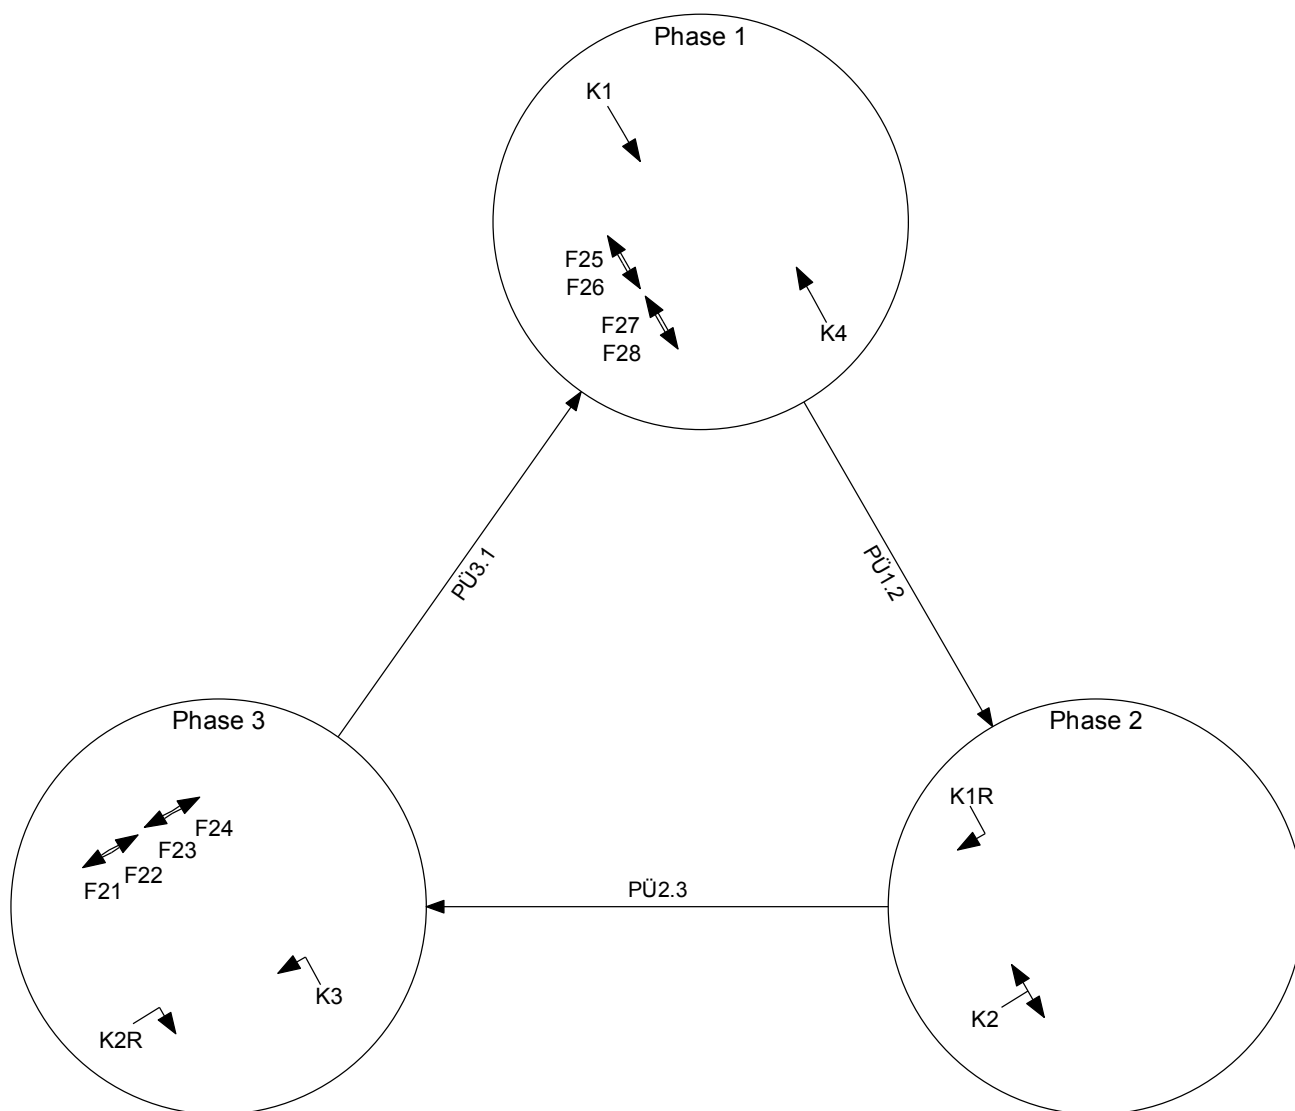 Phase 1
K1
F25
F26
F27
F28
K4
PÜ3.1
PÜ1.2
Phase 3
F24
F23
F22
F21
K3
K2R
PÜ2.3
Phase 2
K1R
K2